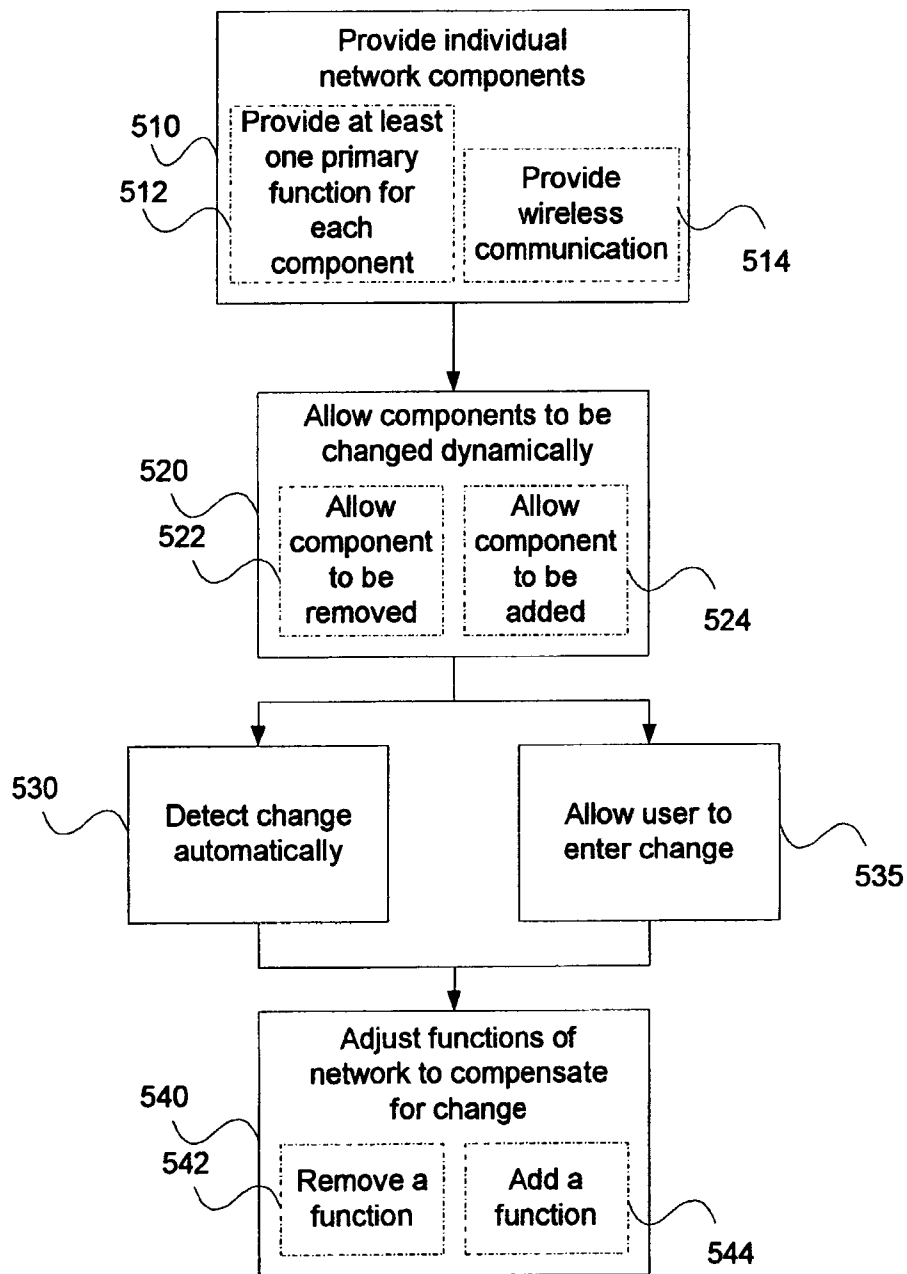 Provide individual
network components
510
512
Provide at least
one primary
function for
each
component
Provide
wireless
communication
514
Allow components to be
changed dynamically
520
522
Allow
component
to be
removed
Allow
component
to be
added
524
530
Detect change
automatically
Allow user to
enter change
535
Adjust functions of
network to compensate
for change
540
542
Remove a
function
Add a
function
544